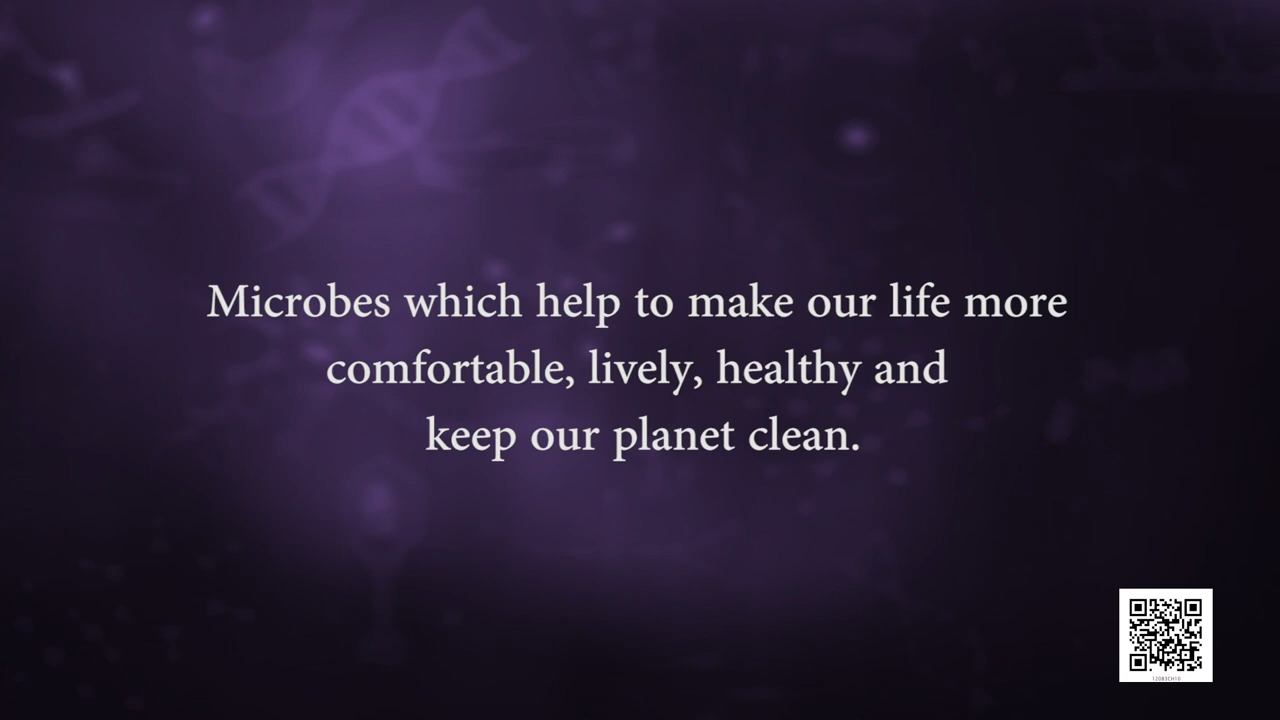 Microbes which help to make our life more
comfortable, lively, healthy and
keep our planet clean.